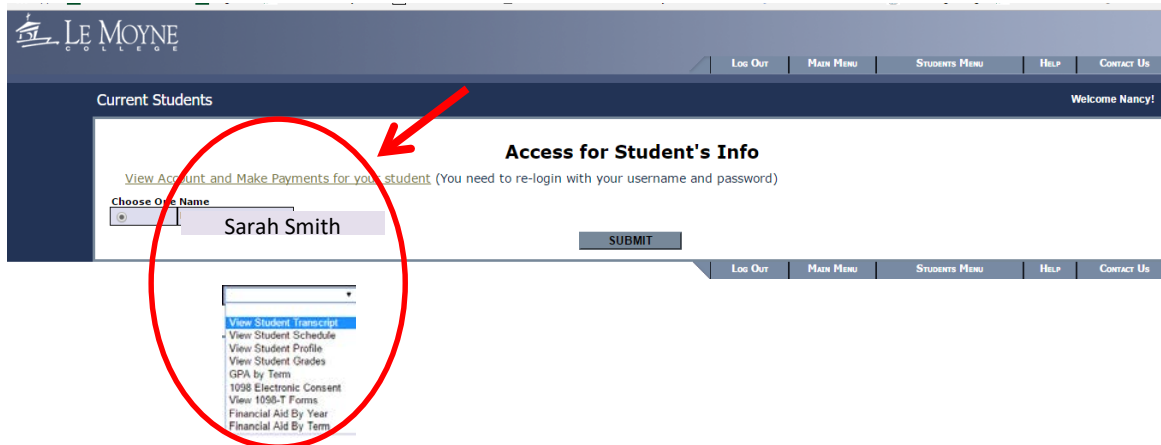 LE MOYNE
COLLEGE
LOG OUT MAIN MENU STUDENTS MENU HELP CONTACT US
Current Students Welcome Nancy!
Access for Student's Info
View Account and Make Payments for your student (You need to re-login with your username and password)
Choose One Name
Sarah Smith
SUBMIT
LOG OUT MAIN MENU STUDENTS MENU HELP CONTACT US
View Student Transcript
View Student Schedule
View Student Profile
View Student Grades
GPA by Term
1098 Electronic Consent
View 1098-T Forms
Financial Aid By Year
Financial Aid By Term